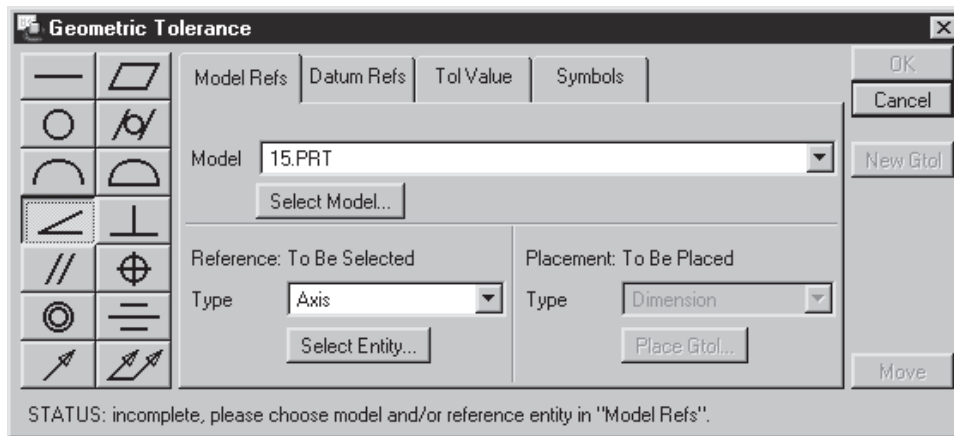 Geometric Tolerance
Model Refs
Datum Refs
Tol Value
Symbols
OK
Cancel
New Gtol
Move
Model
15.PRT
Select Model...
Reference: To Be Selected
Type
Axis
Select Entity...
Placement: To Be Placed
Type
Dimension
Place Gtol...
STATUS: incomplete, please choose model and/or reference entity in "Model Refs".